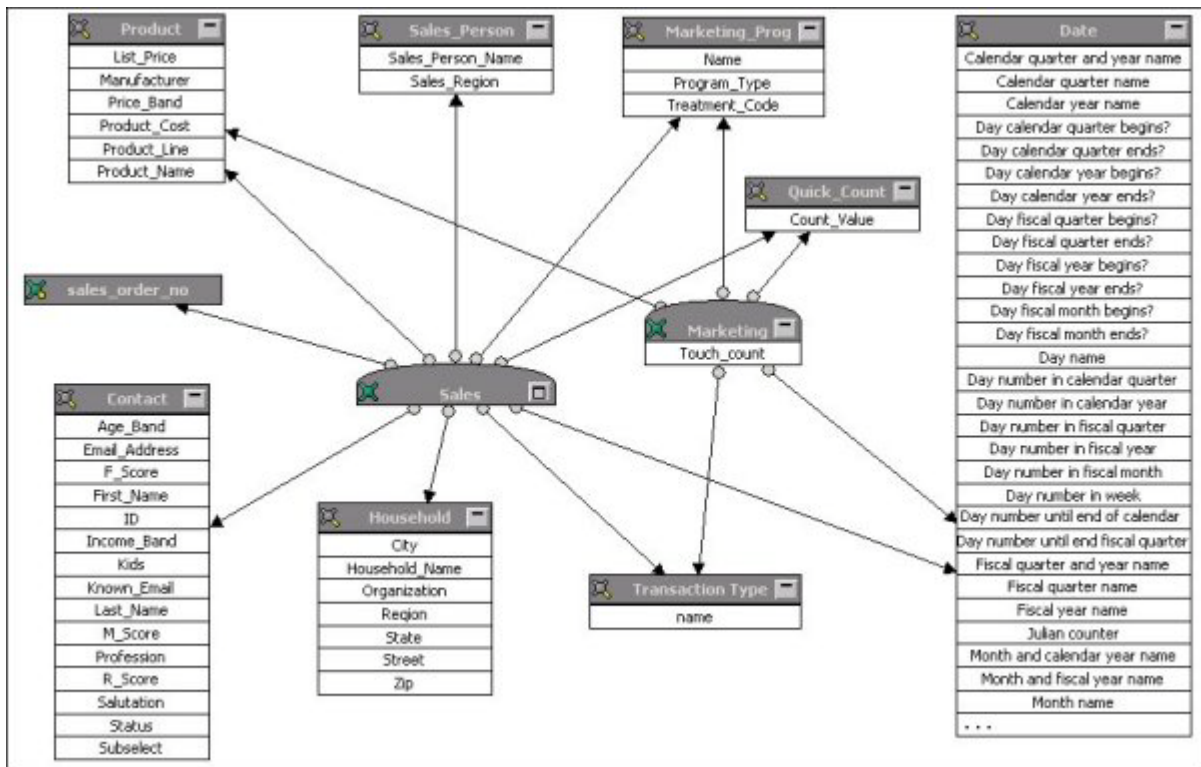 Product
List_Price
Manufacturer
Price_Band
Product_Cost
Product_Line
Product_Name
Sales_Person
Sales_Person_Name
Sales_Region
Marketing_Prog
Name
Program_Type
Treatment_Code
Date
Calendar quarter and year name
Calendar quarter name
Calendar year name
Day calendar quarter begins?
Day calendar quarter ends?
Day calendar year begins?
Day calendar year ends?
Day fiscal quarter begins?
Day fiscal quarter ends?
Day fiscal year begins?
Day fiscal year ends?
Day fiscal month begins?
Day fiscal month ends?
Day name
Day number in calendar quarter
Day number in calendar year
Day number in fiscal quarter
Day number in fiscal year
Day number in fiscal month
Day number in week
Day number until end of calendar
Day number until end fiscal quarter
Fiscal quarter and year name
Fiscal quarter name
Fiscal year name
Julian counter
Month and calendar year name
Month and fiscal year name
Month name
. . .
Quick_Count
Count_Value
sales_order_no
Marketing
Touch_count
Sales
Contact
Age_Band
Email_Address
F_Score
First_Name
ID
Income_Band
Kids
Known_Email
Last_Name
M_Score
Profession
R_Score
Salutation
Status
Subselect
Household
City
Household_Name
Organization
Region
State
Street
Zip
Transaction Type
name